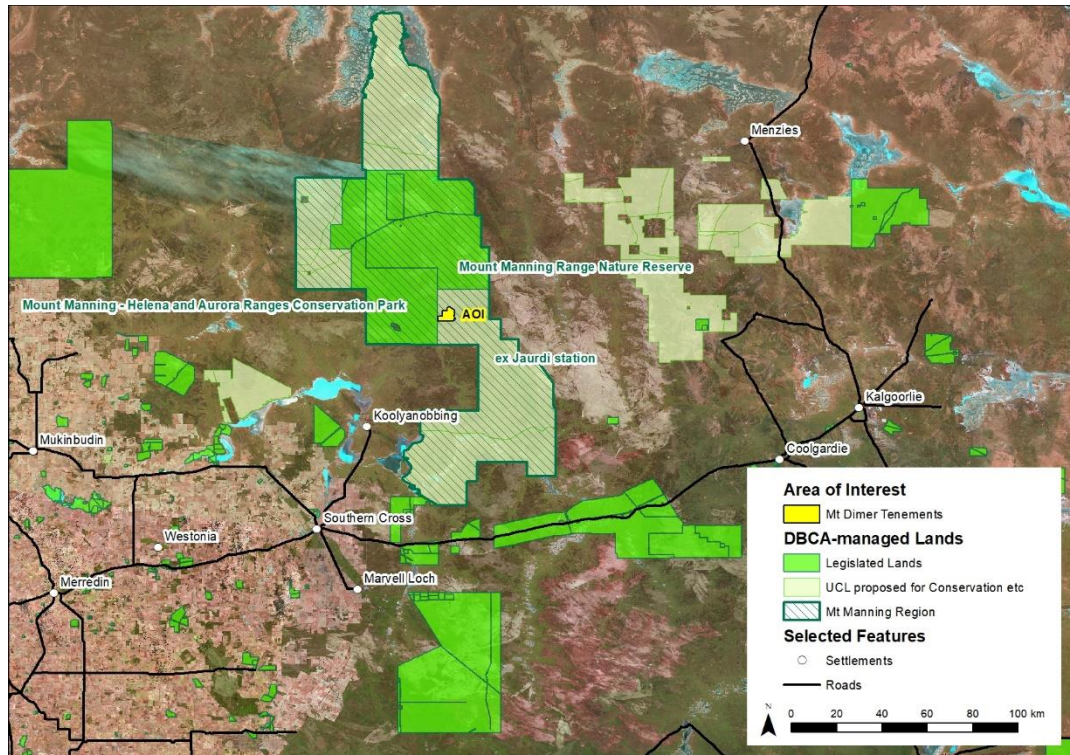 Menzies
Mount Manning Range Nature Reserve
Mount Manning - Helena and Aurora Ranges Conservation Park
AOI
ex Jaurdi station
Kalgoorlie
Koolyanobbing
Mukinbudin
Coolgardie
Southern Cross
Westonia
Merredin
Marvell Loch
Area of Interest
Mt Dimer Tenements
DBCA-managed Lands
Legislated Lands
UCL proposed for Conservation etc
Mt Manning Region
Selected Features
Settlements
Roads
N
0 20 40 60 80 100 km